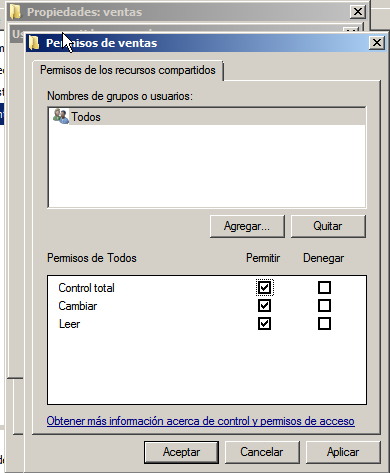 Propiedades: ventas
Permisos de ventas
Permisos de los recursos compartidos
Nombres de grupos o usuarios:
Todos
Agregar...
Quitar
Permisos de Todos Permitir Denegar
Control total
Cambiar
Leer
Obtener más información acerca de control y permisos de acceso
Aceptar Cancelar Aplicar